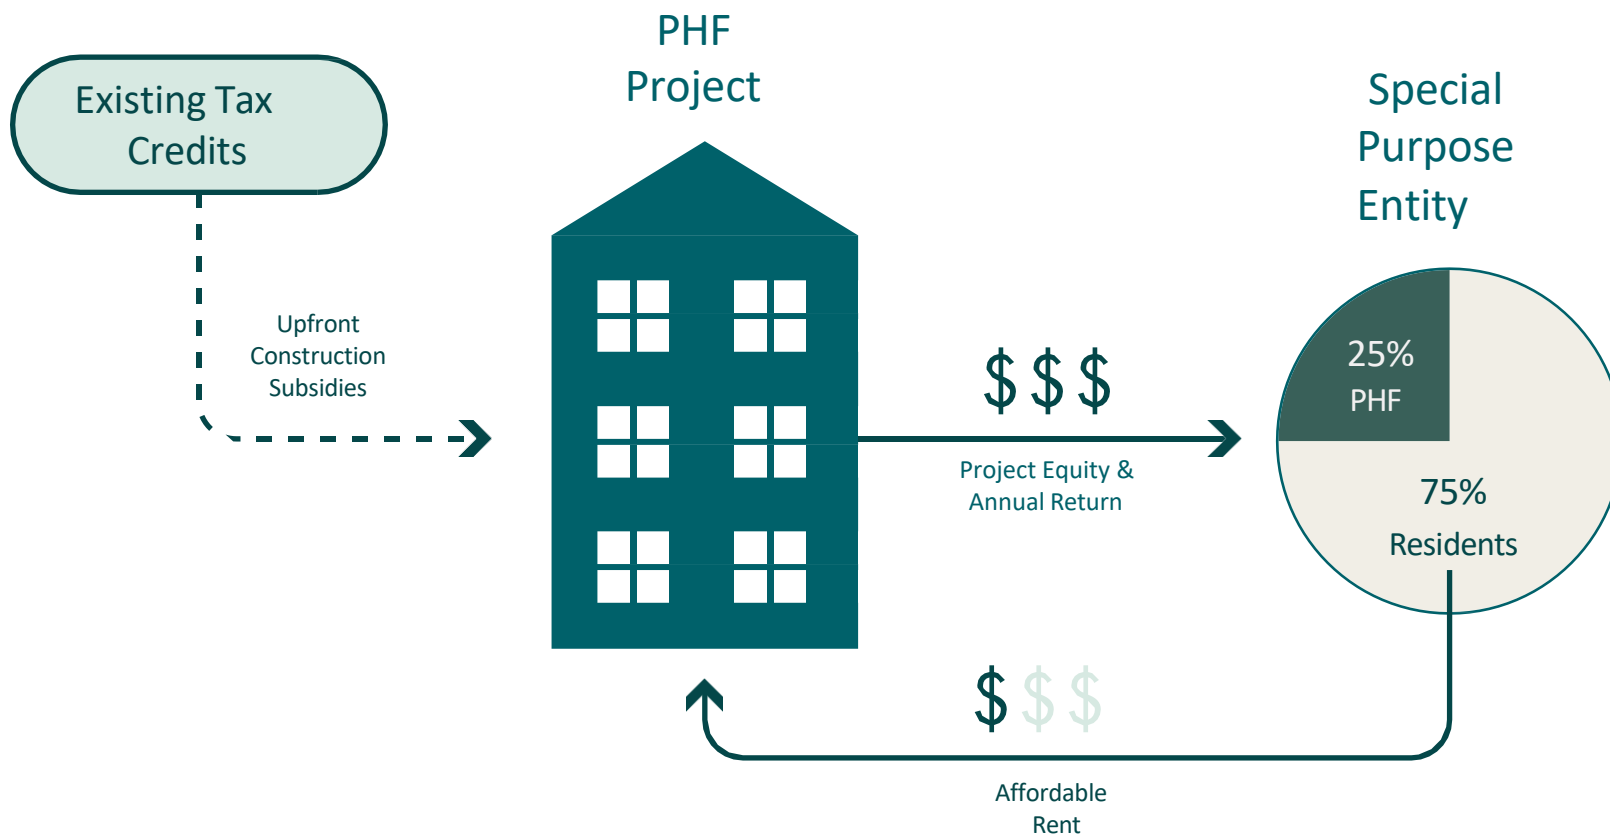 PHF
Project
Existing Tax
Credits
Special
Purpose
Entity
Upfront
Construction
Subsidies
$ $ $
25%
PHF
Project Equity &
Annual Return
75%
Residents
$ $ $
Affordable
Rent